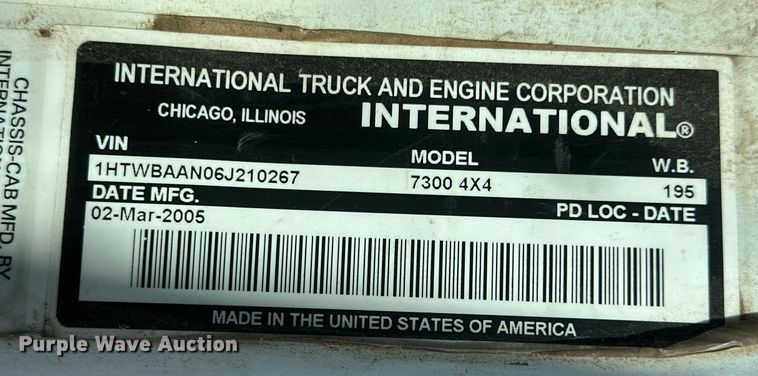 INTERNATIONAL TRUCK AND ENGINE CORPORATION
CHICAGO, ILLINOIS INTERNATIONAL®
VIN MODEL W.B.
1HTWBAAN06J210267 7300 4X4 195
DATE MFG. PD LOC - DATE
02-Mar-2005
MADE IN THE UNITED STATES OF AMERICA
CHASSIS-CAB MFD. BY
Purple Wave Auction